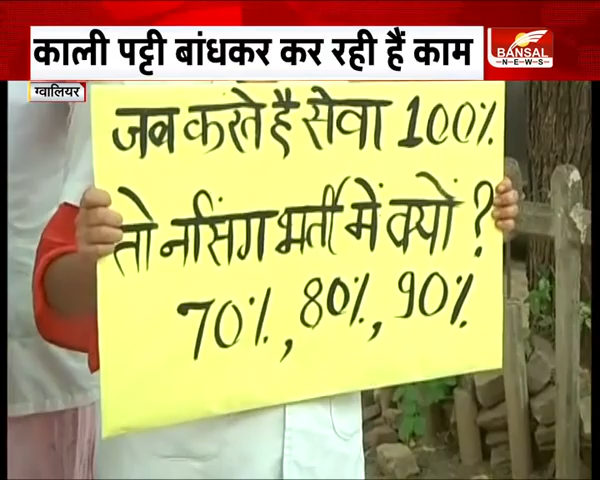 काली पट्टी बांधकर कर रही हैं काम
BANSAL
NEWS
ग्वालियर
जब करते है सेवा 100%
तो नर्सिंग भर्ती में क्यों ?
70%, 80%, 90%